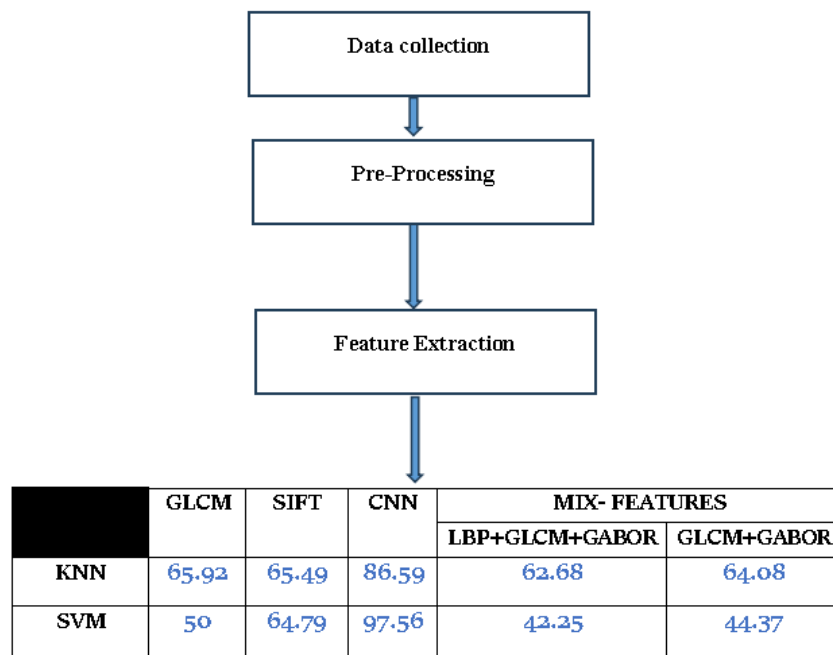 Data collection
Pre-Processing
Feature Extraction
GLCM SIFT CNN MIX- FEATURES
LBP+GLCM+GABOR GLCM+GABOR
KNN 65.92 65.49 86.59 62.68 64.08
SVM 50 64.79 97.56 42.25 44.37